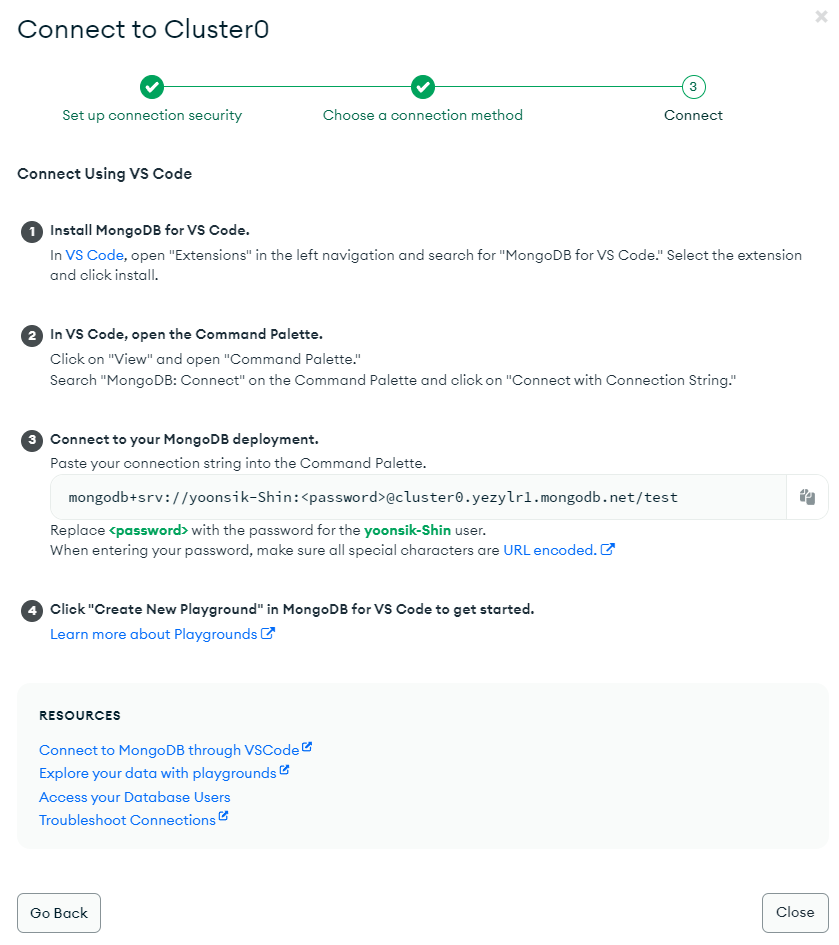 Connect to Cluster0
Set up connection security
Choose a connection method
3
Connect
Connect Using VS Code
1 Install MongoDB for VS Code.
In VS Code, open "Extensions" in the left navigation and search for "MongoDB for VS Code." Select the extension
and click install.
2 In VS Code, open the Command Palette.
Click on "View" and open "Command Palette."
Search "MongoDB: Connect" on the Command Palette and click on "Connect with Connection String."
3 Connect to your MongoDB deployment.
Paste your connection string into the Command Palette.
mongodb+srv://yoonsik-Shin:<password>@cluster0.yezylr1.mongodb.net/test
Replace <password> with the password for the yoonsik-Shin user.
When entering your password, make sure all special characters are URL encoded.
4 Click "Create New Playground" in MongoDB for VS Code to get started.
Learn more about Playgrounds
RESOURCES
Connect to MongoDB through VSCode
Explore your data with playgrounds
Access your Database Users
Troubleshoot Connections
Go Back
Close